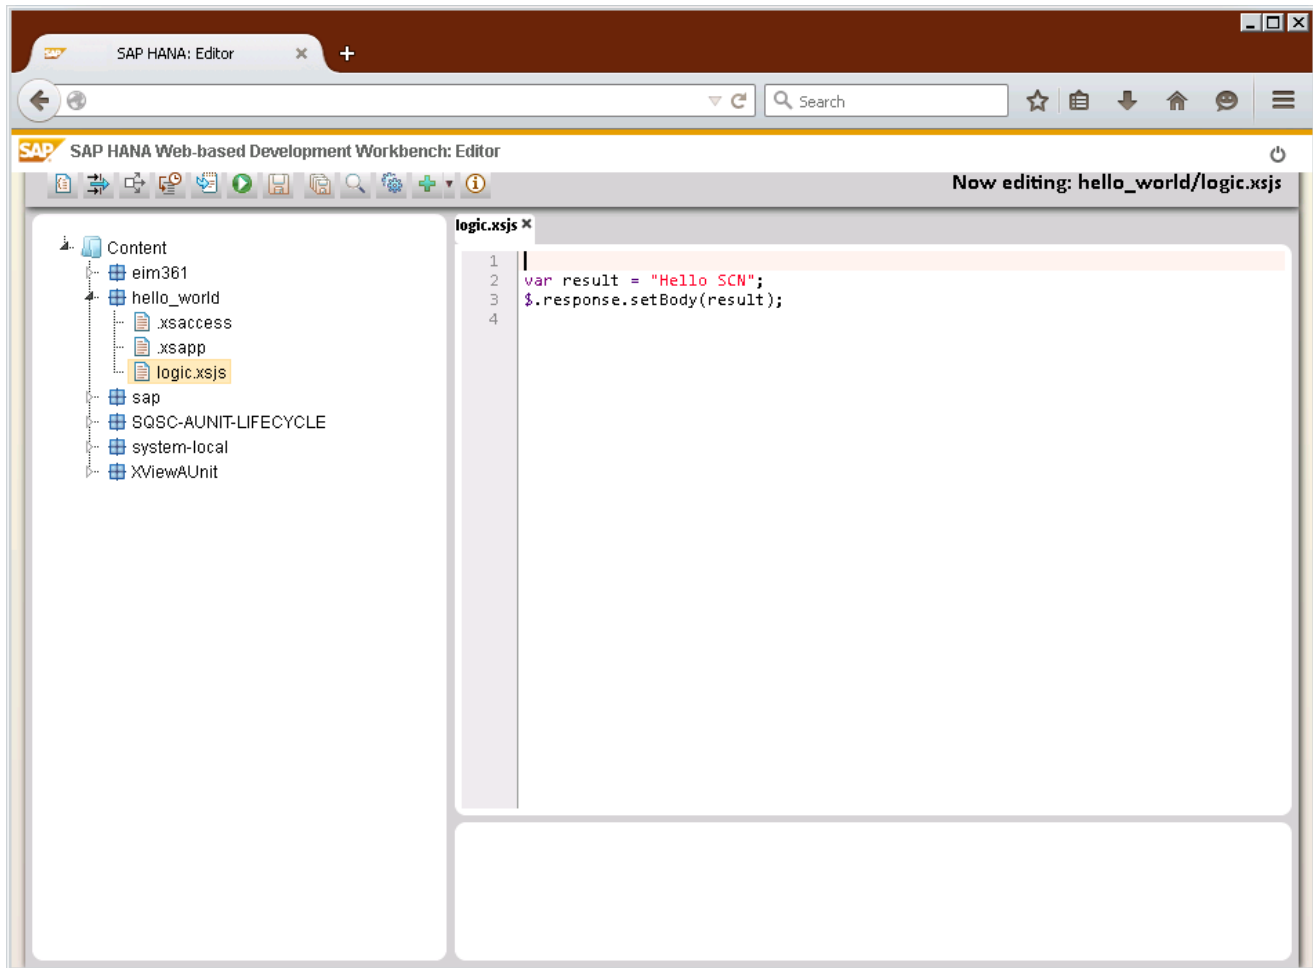 SAP HANA: Editor
Search
SAP SAP HANA Web-based Development Workbench: Editor
Now editing: hello_world/logic.xsjs
logic.xsjs
Content
eim361
hello_world
.xsaccess
.xsapp
logic.xsjs
sap
SQSC-AUNIT-LIFECYCLE
system-local
XViewAUnit
1
2 var result = "Hello SCN";
3 $.response.setBody(result);
4